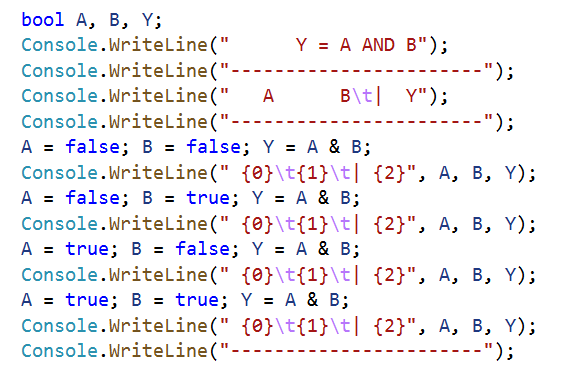 bool A, B, Y;
Console.WriteLine("      Y = A AND B");
Console.WriteLine("-----------------------");
Console.WriteLine("   A      B\t|  Y");
Console.WriteLine("-----------------------");
A = false; B = false; Y = A & B;
Console.WriteLine(" {0}\t{1}\t| {2}", A, B, Y);
A = false; B = true; Y = A & B;
Console.WriteLine(" {0}\t{1}\t| {2}", A, B, Y);
A = true; B = false; Y = A & B;
Console.WriteLine(" {0}\t{1}\t| {2}", A, B, Y);
A = true; B = true; Y = A & B;
Console.WriteLine(" {0}\t{1}\t| {2}", A, B, Y);
Console.WriteLine("-----------------------");